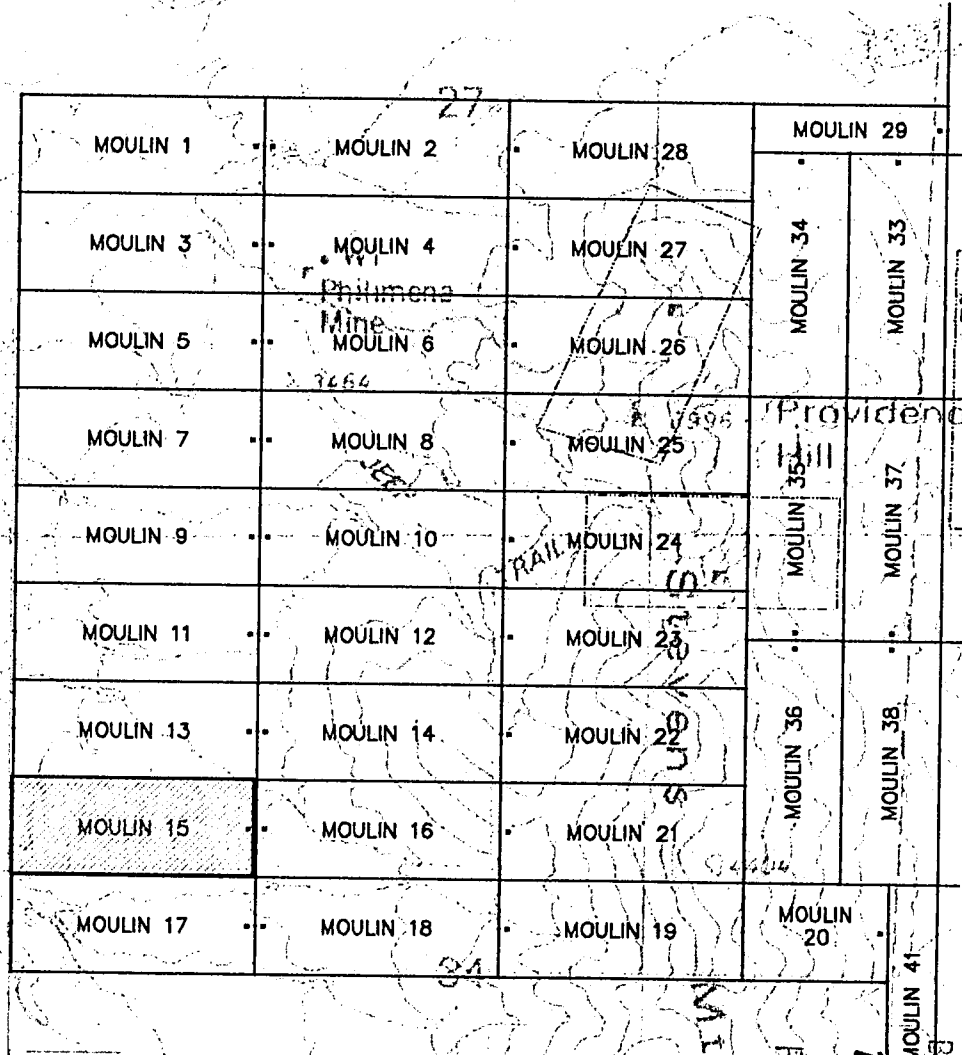 27
MOULIN 1
MOULIN 2
MOULIN 28
MOULIN 29
MOULIN 3
MOULIN 4
MOULIN 27
MOULIN 34
MOULIN 33
Philimena
Mine
MOULIN 5
MOULIN 6
MOULIN 26
3464
MOULIN 7
MOULIN 8
MOULIN 25
Providenc
Hill
MOULIN 35
MOULIN 37
JEEP
TRAIL
MOULIN 9
MOULIN 10
MOULIN 24
MOULIN 11
MOULIN 12
MOULIN 23
Stevens
MOULIN 13
MOULIN 14
MOULIN 22
MOULIN 36
MOULIN 38
MOULIN 15
MOULIN 16
MOULIN 21
MOULIN 17
MOULIN 18
MOULIN 19
MOULIN
20
34
MOULIN 41